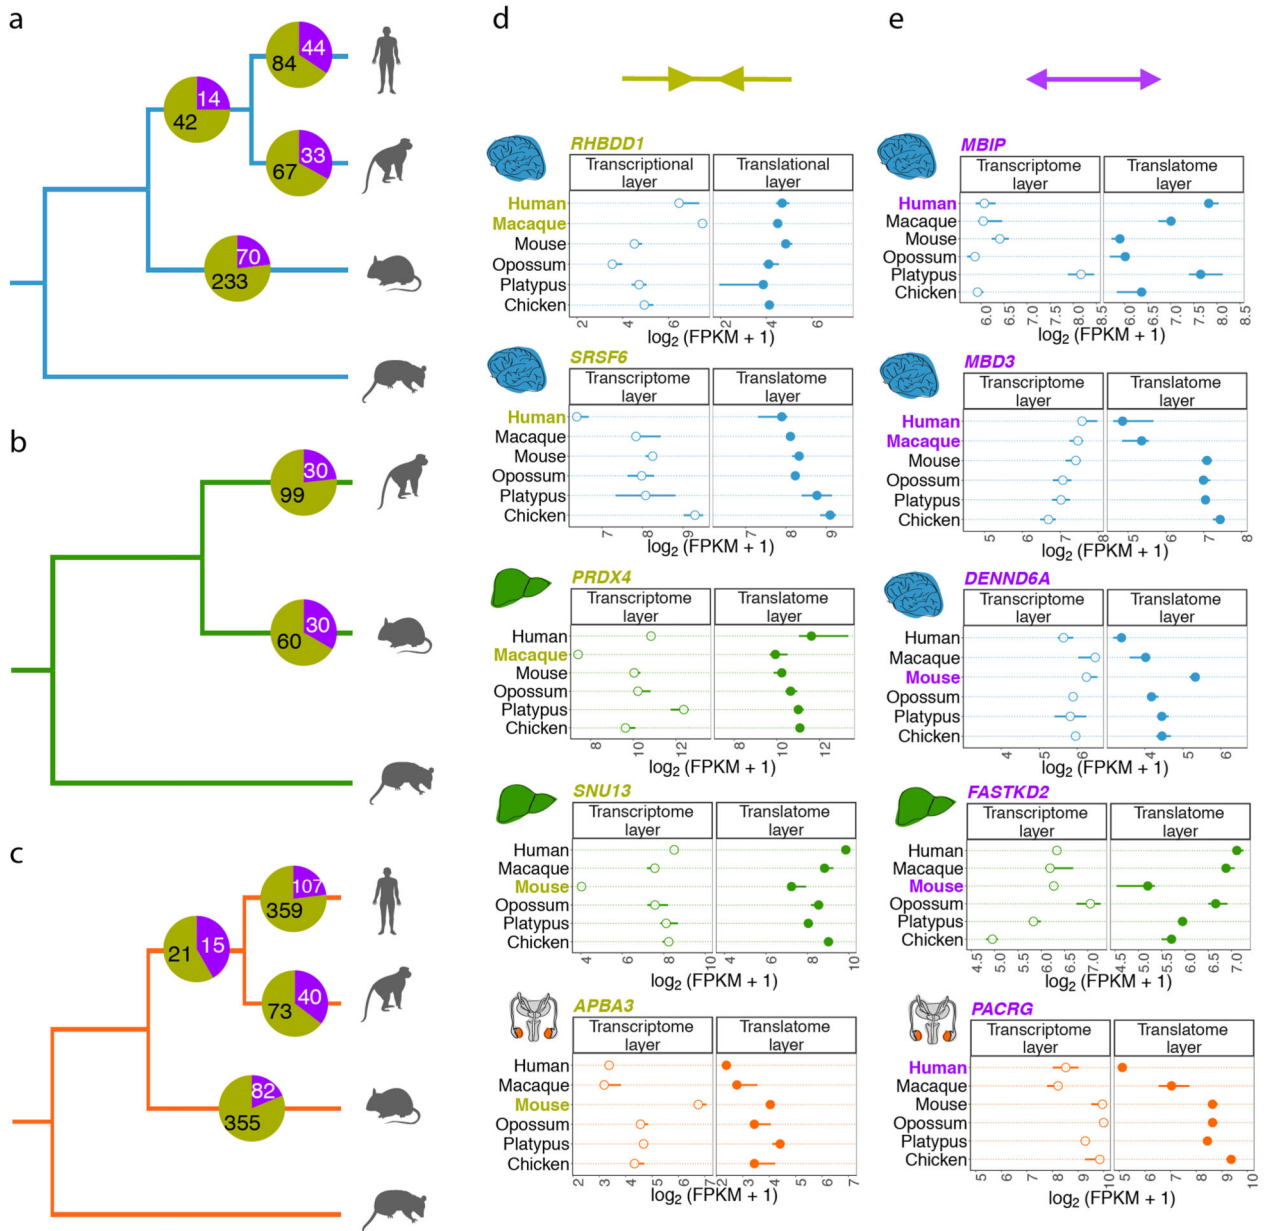 a
44
84
14
42
33
67
70
233
b
30
99
30
60
c
107
359
15
21
40
73
82
355
d
RHBDD1
Transcriptional layer
Translational layer
Human
Macaque
Mouse
Opossum
Platypus
Chicken
2 4 6 2 4 6
log2 (FPKM + 1)
SRSF6
Transcriptome layer
Translatome layer
Human
Macaque
Mouse
Opossum
Platypus
Chicken
7 8 9 7 8 9
log2 (FPKM + 1)
PRDX4
Transcriptome layer
Translatome layer
Human
Macaque
Mouse
Opossum
Platypus
Chicken
8 10 12 8 10 12
log2 (FPKM + 1)
SNU13
Transcriptome layer
Translatome layer
Human
Macaque
Mouse
Opossum
Platypus
Chicken
4 6 8 10 4 6 8 10
log2 (FPKM + 1)
APBA3
Transcriptome layer
Translatome layer
Human
Macaque
Mouse
Opossum
Platypus
Chicken
2 3 4 5 6 7 2 3 4 5 6 7
log2 (FPKM + 1)
e
MBIP
Transcriptome layer
Translatome layer
Human
Macaque
Mouse
Opossum
Platypus
Chicken
6.0 6.5 7.0 7.5 8.0 8.5 6.0 6.5 7.0 7.5 8.0 8.5
log2 (FPKM + 1)
MBD3
Transcriptome layer
Translatome layer
Human
Macaque
Mouse
Opossum
Platypus
Chicken
5 6 7 8 5 6 7 8
log2 (FPKM + 1)
DENND6A
Transcriptome layer
Translatome layer
Human
Macaque
Mouse
Opossum
Platypus
Chicken
4 5 6 4 5 6
log2 (FPKM + 1)
FASTKD2
Transcriptome layer
Translatome layer
Human
Macaque
Mouse
Opossum
Platypus
Chicken
4.5 5.0 5.5 6.0 6.5 7.0 4.5 5.0 5.5 6.0 6.5 7.0
log2 (FPKM + 1)
PACRG
Transcriptome layer
Translatome layer
Human
Macaque
Mouse
Opossum
Platypus
Chicken
5 6 7 8 9 10 5 6 7 8 9 10
log2 (FPKM + 1)